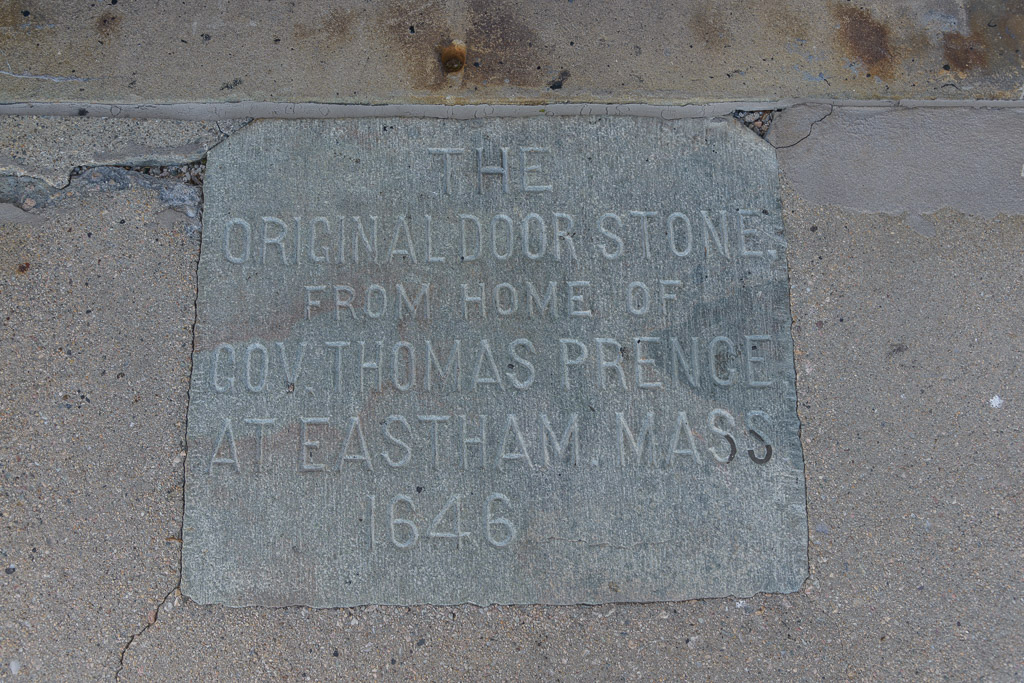 THE
ORIGINAL DOOR STONE,
FROM HOME OF
GOV. THOMAS PRENCE
AT EASTHAM, MASS
1646